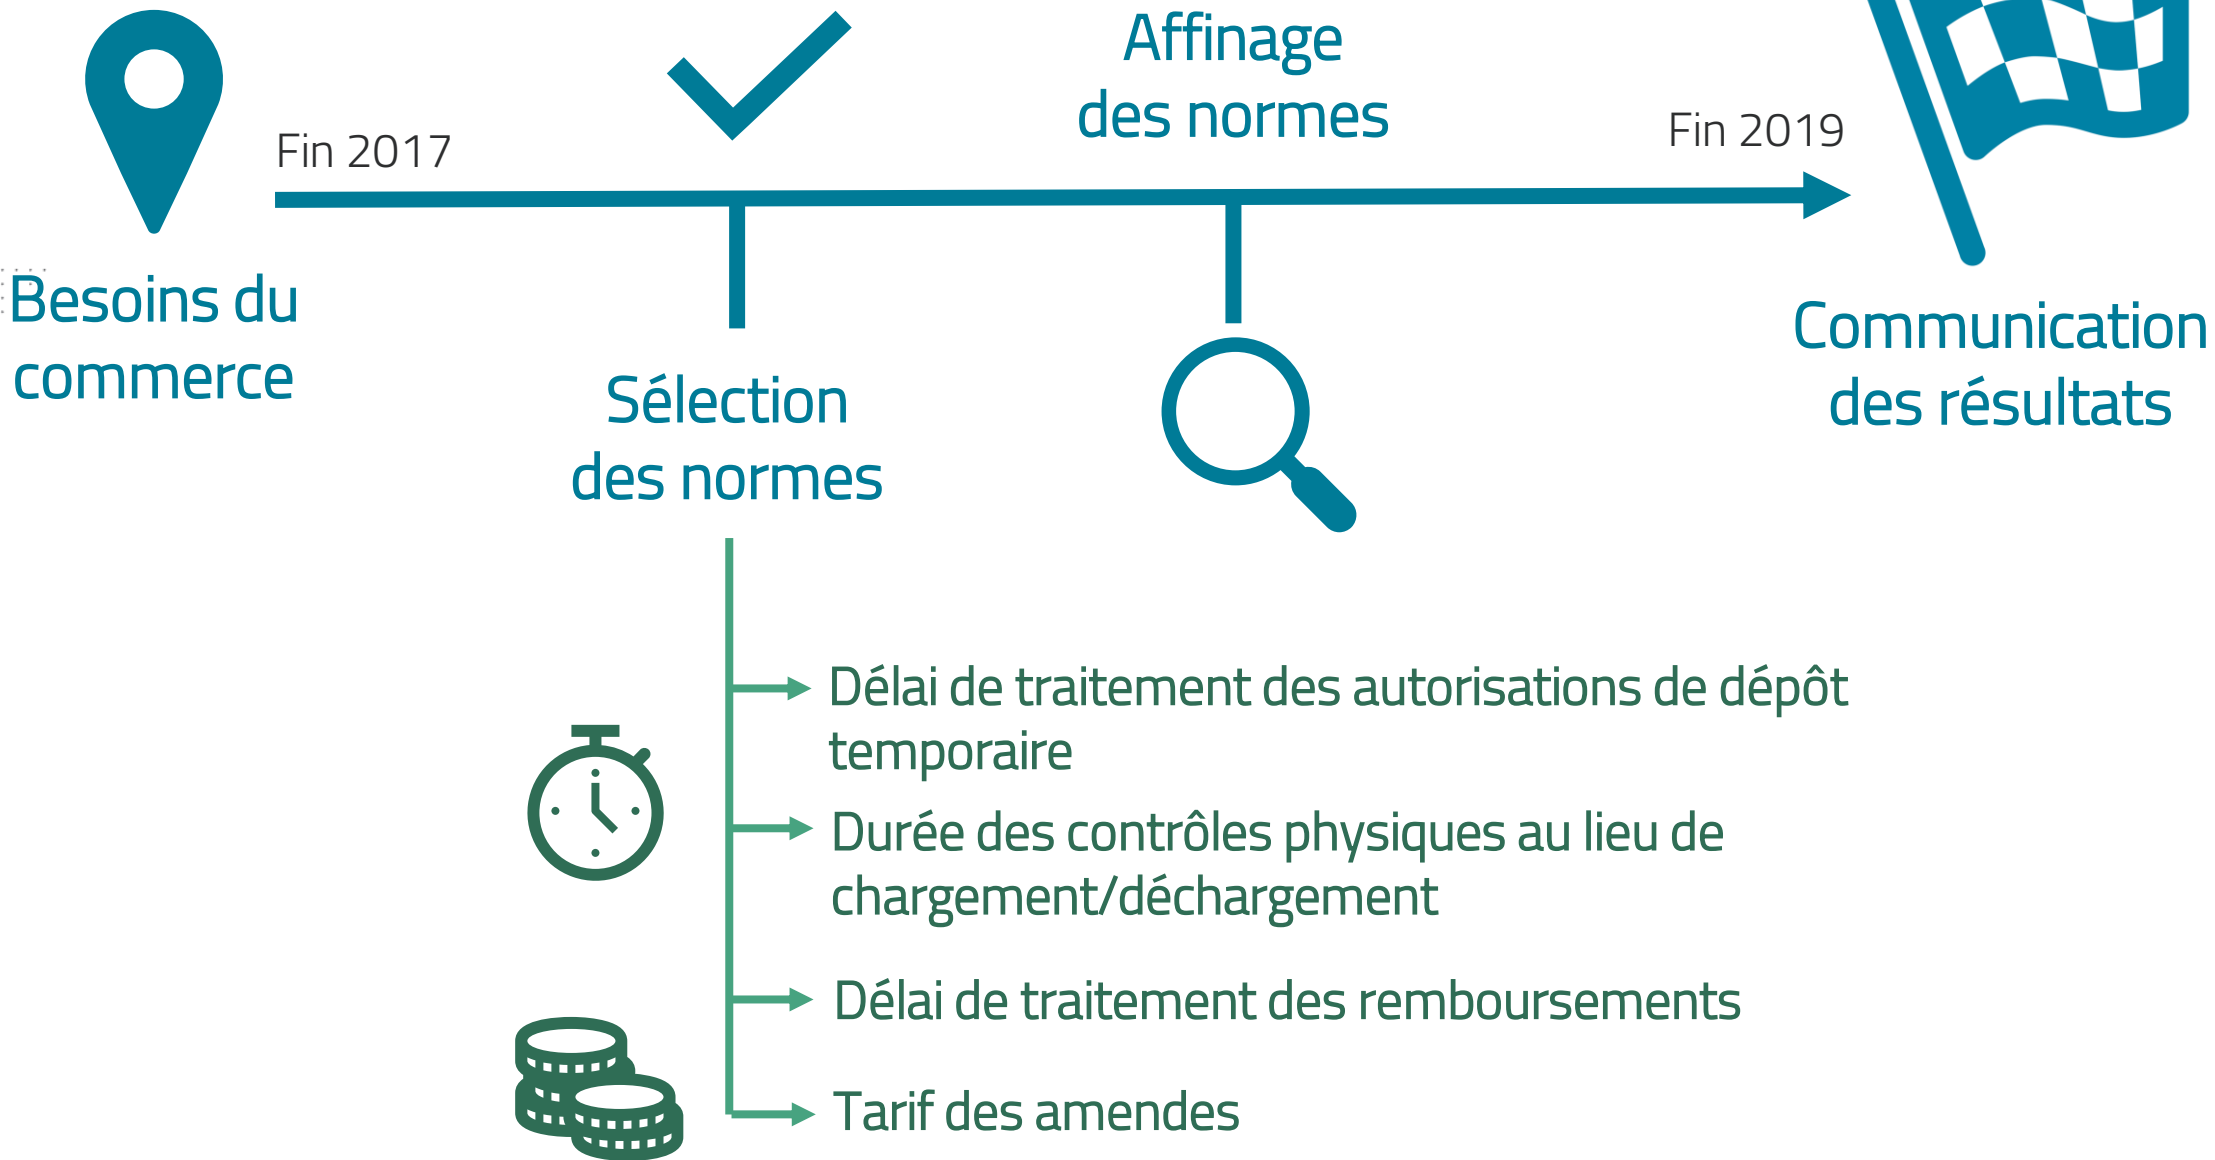 Affinage
des normes
Fin 2017
Fin 2019
Besoins du
commerce
Sélection
des normes
Communication
des résultats
Délai de traitement des autorisations de dépôt
temporaire
Durée des contrôles physiques au lieu de
chargement/déchargement
Délai de traitement des remboursements
Tarif des amendes